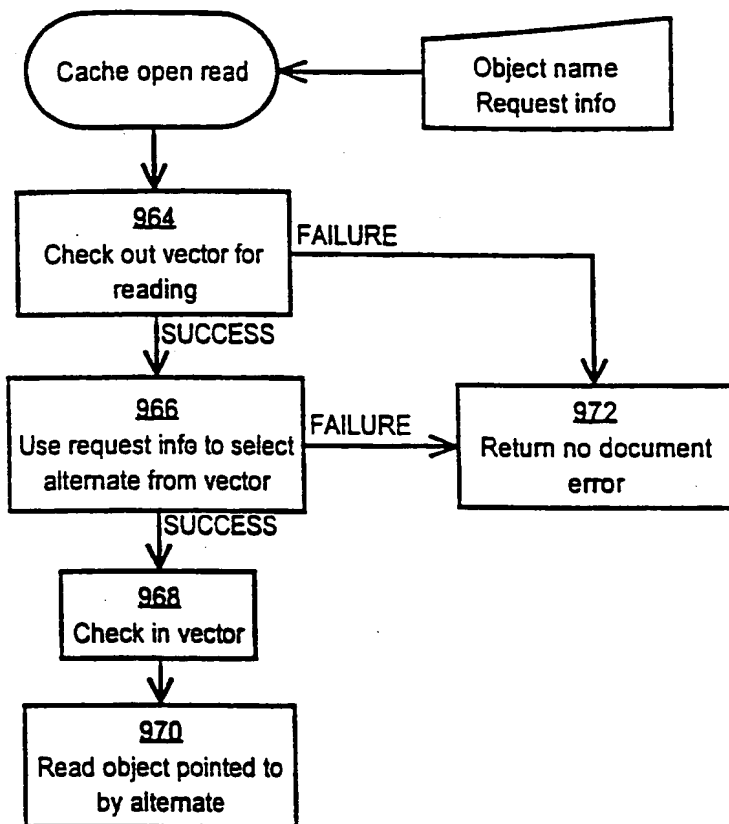 Cache open read
Object name
Request info
964
Check out vector for
reading
FAILURE
SUCCESS
966
Use request info to select
alternate from vector
FAILURE
972
Return no document
error
SUCCESS
968
Check in vector
970
Read object pointed to
by alternate